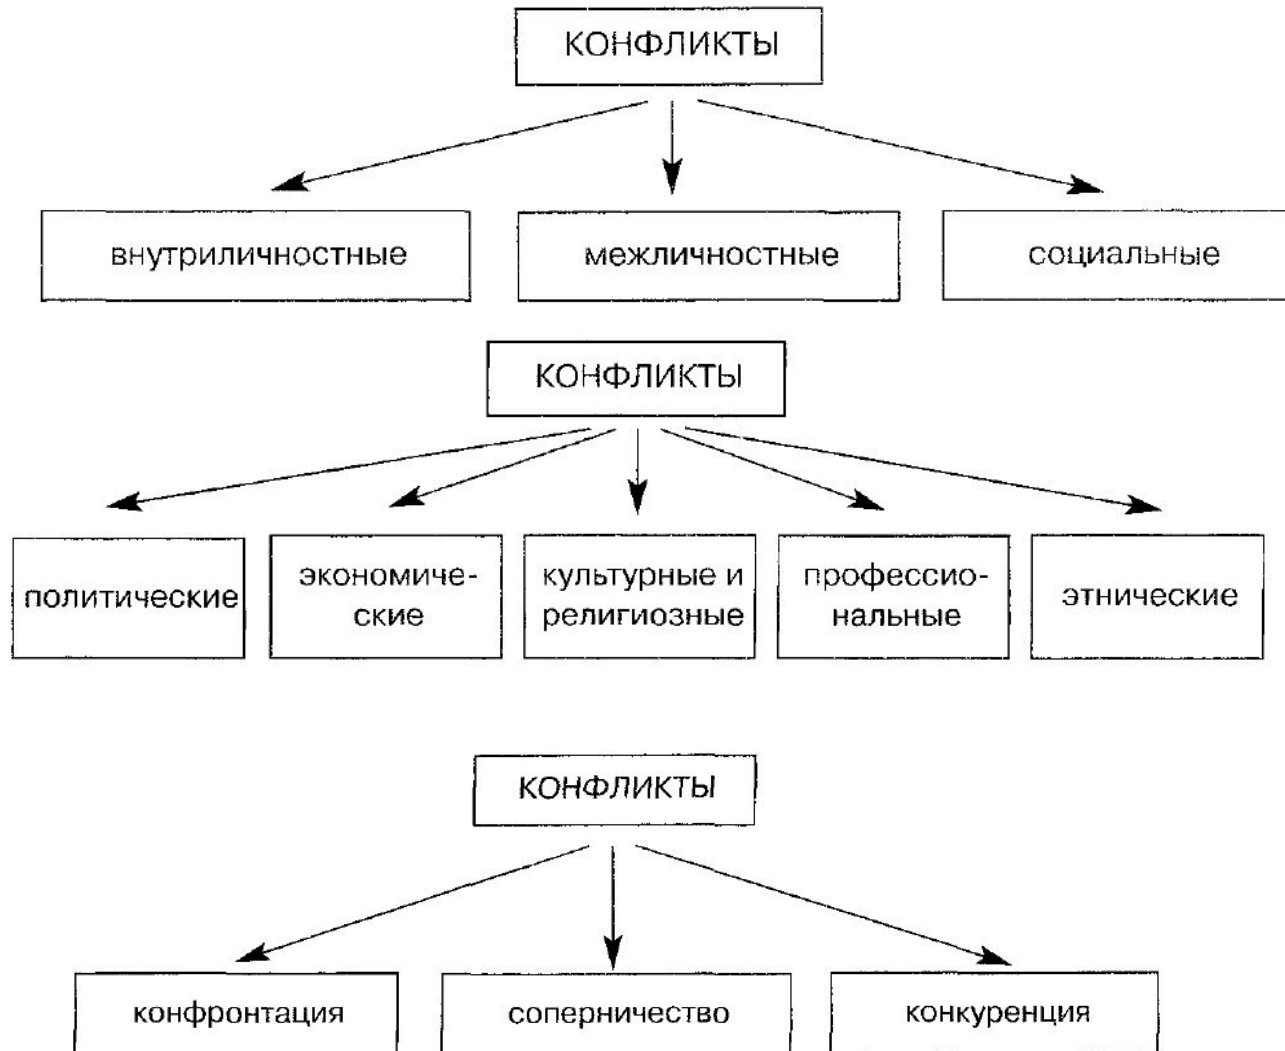 КОНФЛИКТЫ
внутриличностные
межличностные
социальные
КОНФЛИКТЫ
политические
экономиче-
ские
культурные и
религиозные
профессио-
нальные
этнические
КОНФЛИКТЫ
конфронтация
соперничество
конкуренция